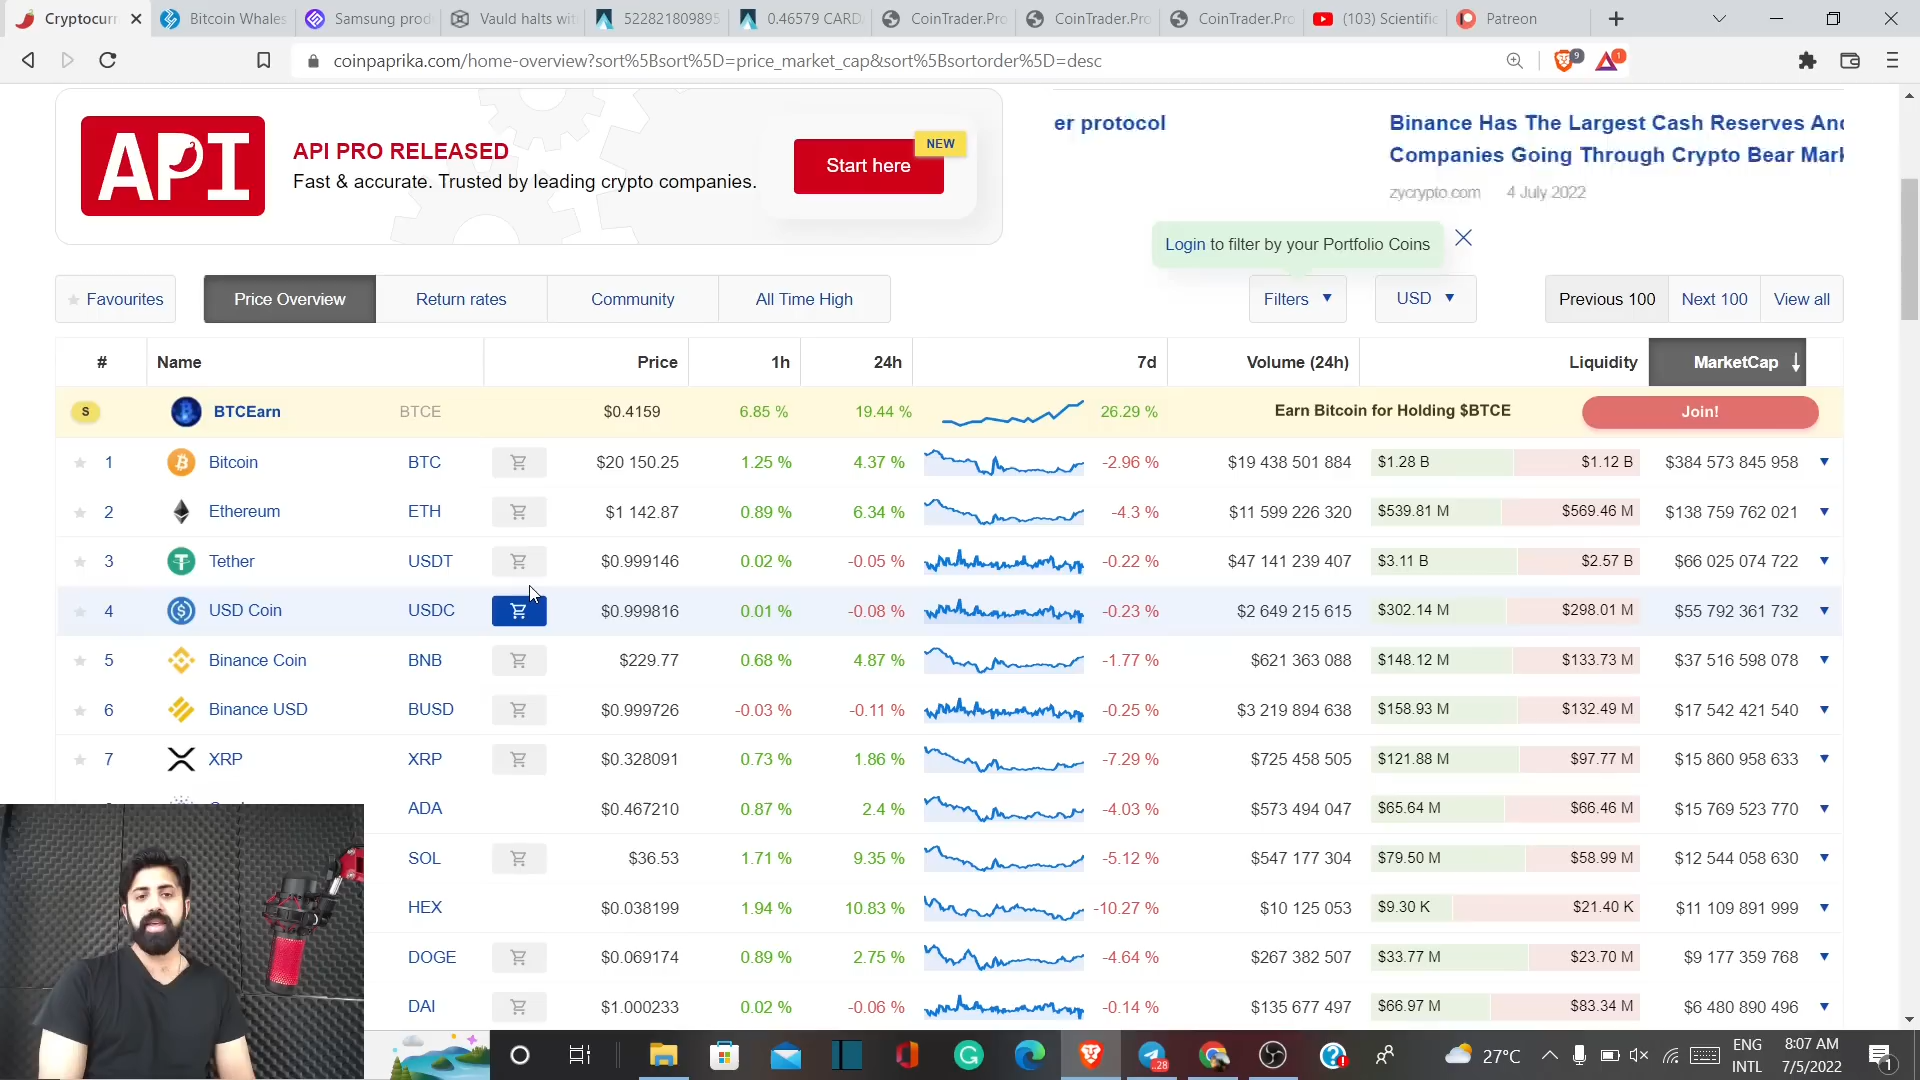 Cryptocurr
Bitcoin Whales
Samsung prod
Vauld halts wit
522821809895
0.46579 CARD
CoinTrader.Pro
CoinTrader.Pro
CoinTrader.Pro
(103) Scientific
Patreon
coinpaprika.com/home-overview?sort%5Bsort%5D=price_market_cap&sort%5Bsortorder%5D=desc
9
1
API
API PRO RELEASED
Fast & accurate. Trusted by leading crypto companies.
NEW
Start here
er protocol
Binance Has The Largest Cash Reserves And
Companies Going Through Crypto Bear Mark
zycrypto.com 4 July 2022
Login to filter by your Portfolio Coins
Favourites Price Overview Return rates Community All Time High Filters USD Previous 100 Next 100 View all
# Name Price 1h 24h 7d Volume (24h) Liquidity MarketCap
S BTCEarn BTCE $0.4159 6.85 % 19.44 % 26.29 % Earn Bitcoin for Holding $BTCE Join!
1 Bitcoin BTC $20 150.25 1.25 % 4.37 % -2.96 % $19 438 501 884 $1.28 B $1.12 B $384 573 845 958
2 Ethereum ETH $1 142.87 0.89 % 6.34 % -4.3 % $11 599 226 320 $539.81 M $569.46 M $138 759 762 021
3 Tether USDT $0.999146 0.02 % -0.05 % -0.22 % $47 141 239 407 $3.11 B $2.57 B $66 025 074 722
4 USD Coin USDC $0.999816 0.01 % -0.08 % -0.23 % $2 649 215 615 $302.14 M $298.01 M $55 792 361 732
5 Binance Coin BNB $229.77 0.68 % 4.87 % -1.77 % $621 363 088 $148.12 M $133.73 M $37 516 598 078
6 Binance USD BUSD $0.999726 -0.03 % -0.11 % -0.25 % $3 219 894 638 $158.93 M $132.49 M $17 542 421 540
7 XRP XRP $0.328091 0.73 % 1.86 % -7.29 % $725 458 505 $121.88 M $97.77 M $15 860 958 633
ADA $0.467210 0.87 % 2.4 % -4.03 % $573 494 047 $65.64 M $66.46 M $15 769 523 770
SOL $36.53 1.71 % 9.35 % -5.12 % $547 177 304 $79.50 M $58.99 M $12 544 058 630
HEX $0.038199 1.94 % 10.83 % -10.27 % $10 125 053 $9.30 K $21.40 K $11 109 891 999
DOGE $0.069174 0.89 % 2.75 % -4.64 % $267 382 507 $33.77 M $23.70 M $9 177 359 768
DAI $1.000233 0.02 % -0.06 % -0.14 % $135 677 497 $66.97 M $83.34 M $6 480 890 496
28
27°C
ENG
INTL
8:07 AM
7/5/2022
1